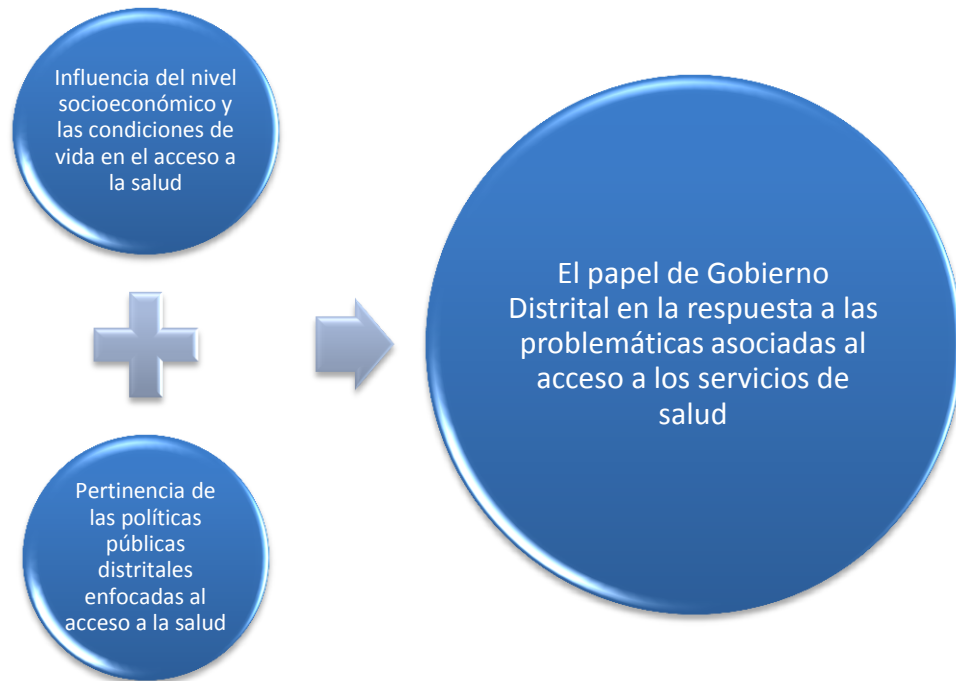 Influencia del nivel
socioeconómico y
las condiciones de
vida en el acceso a
la salud
Pertinencia de
las políticas
públicas
distritales
enfocadas al
acceso a la salud
El papel de Gobierno
Distrital en la respuesta a las
problemáticas asociadas al
acceso a los servicios de
salud